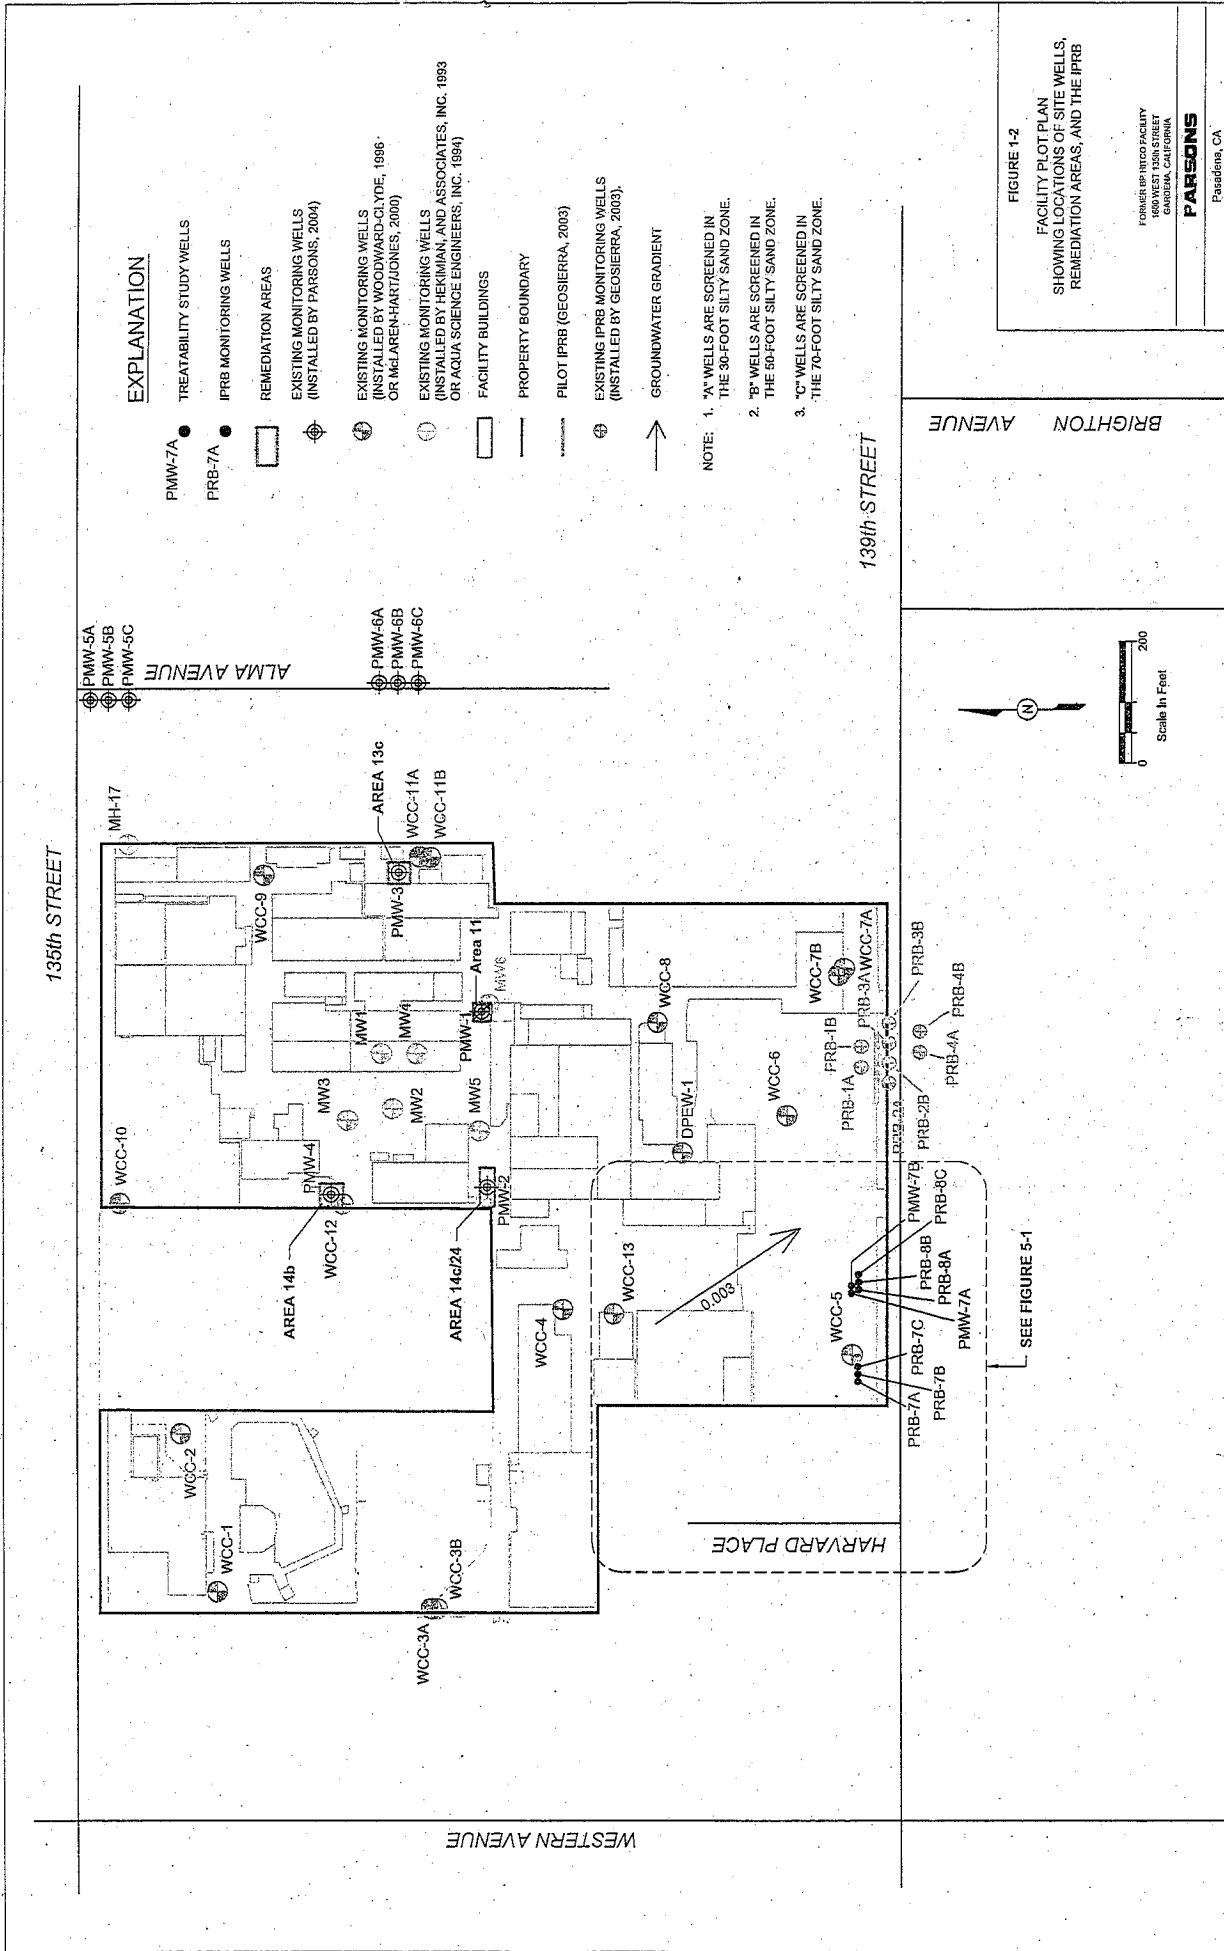 135th STREET
PMW-5A
PMW-5B
PMW-5C
ALMA AVENUE
PMW-6A
PMW-6B
PMW-6C
MH-17
WCC-9
AREA 13c
PMW-3
WCC-11A
WCC-11B
WCC-10
MW1
MW4
MW3
MW2
PMW-1
Area 11
MW6
MW5
PMW-4
AREA 14b
WCC-12
AREA 14c/24
PMW-2
WCC-2
WCC-1
WCC-3A
WCC-3B
WCC-4
WCC-13
WCC-8
DPEW-1
WCC-6
WCC-7B
WCC-7A
0.003
WCC-5
PRB-1A
PRB-1B
PRB-3A
PRB-3B
PRB-2A
PRB-2B
PRB-4A
PRB-4B
PMW-7B
PRB-8C
PRB-8B
PRB-8A
PMW-7A
PRB-7C
PRB-7B
PRB-7A
SEE FIGURE 5-1
HARVARD PLACE
WESTERN AVENUE
139th STREET
BRIGHTON AVENUE
N
0 200
Scale In Feet
EXPLANATION
PMW-7A TREATABILITY STUDY WELLS
PRB-7A IPRB MONITORING WELLS
REMEDIATION AREAS
EXISTING MONITORING WELLS
(INSTALLED BY PARSONS, 2004)
EXISTING MONITORING WELLS
(INSTALLED BY WOODWARD-CLYDE, 1996
OR McLAREN-HART/JONES, 2000)
EXISTING MONITORING WELLS
(INSTALLED BY HEKIMIAN, AND ASSOCIATES, INC. 1993
OR AQUA SCIENCE ENGINEERS, INC. 1994)
FACILITY BUILDINGS
PROPERTY BOUNDARY
PILOT IPRB (GEOSIERRA, 2003)
EXISTING IPRB MONITORING WELLS
(INSTALLED BY GEOSIERRA, 2003).
GROUNDWATER GRADIENT
NOTE: 1. "A" WELLS ARE SCREENED IN
THE 30-FOOT SILTY SAND ZONE.
2. "B" WELLS ARE SCREENED IN
THE 50-FOOT SILTY SAND ZONE.
3. "C" WELLS ARE SCREENED IN
THE 70-FOOT SILTY SAND ZONE.
FIGURE 1-2
FACILITY PLOT PLAN
SHOWING LOCATIONS OF SITE WELLS,
REMEDIATION AREAS, AND THE IPRB
FORMER BP HITCO FACILITY
1600 WEST 135th STREET
GARDENA, CALIFORNIA
PARSONS
Pasadena, CA